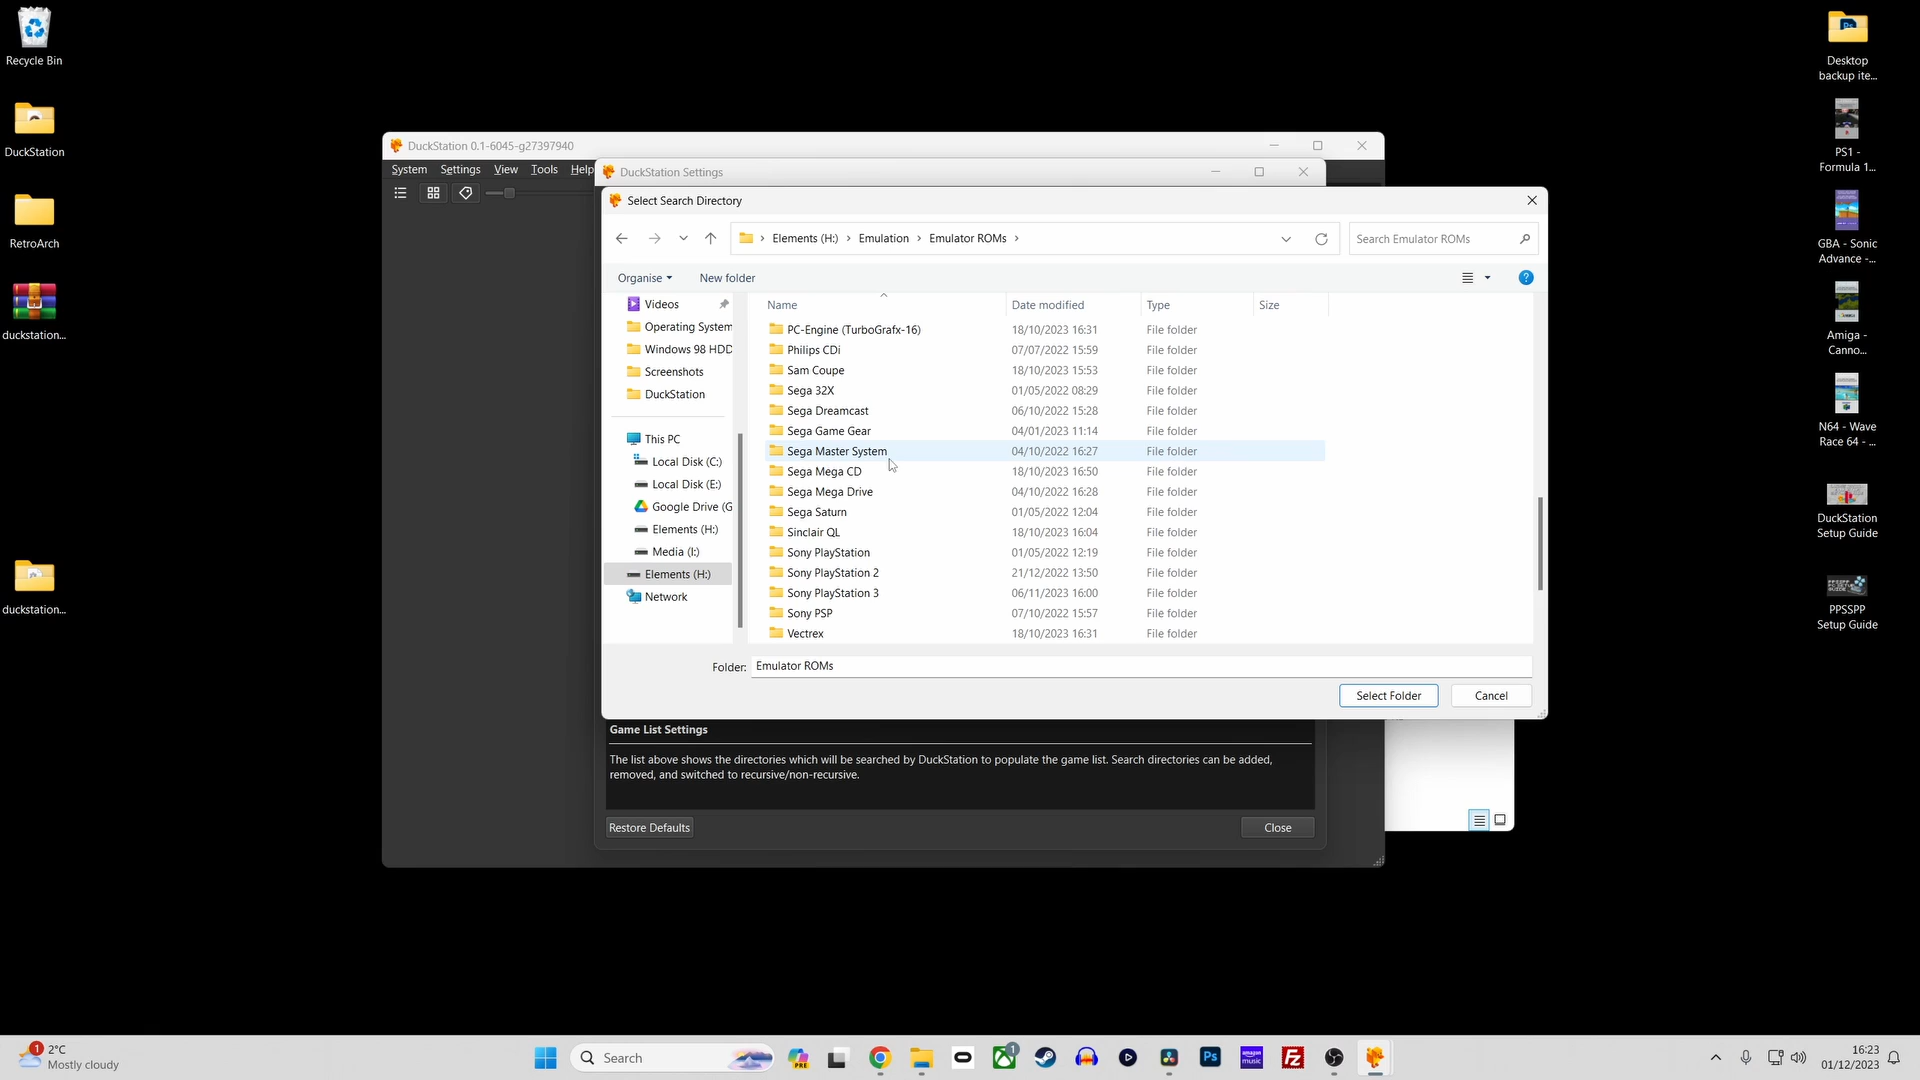 Recycle Bin
DuckStation
RetroArch
duckstation...
duckstation...
Desktop
backup ite...
PS1 -
Formula 1...
GBA - Sonic
Advance -...
Amiga -
Canno...
N64 - Wave
Race 64 - ...
DuckStation
Setup Guide
PPSSPP
Setup Guide
DuckStation 0.1-6045-g27397940
System Settings View Tools Help
DuckStation Settings
Select Search Directory
Elements (H:) Emulation Emulator ROMs
Search Emulator ROMs
Organise New folder
Videos
Operating System
Windows 98 HDD
Screenshots
DuckStation
This PC
Local Disk (C:)
Local Disk (E:)
Google Drive (G
Elements (H:)
Media (I:)
Elements (H:)
Network
Name Date modified Type Size
PC-Engine (TurboGrafx-16) 18/10/2023 16:31 File folder
Philips CDi 07/07/2022 15:59 File folder
Sam Coupe 18/10/2023 15:53 File folder
Sega 32X 01/05/2022 08:29 File folder
Sega Dreamcast 06/10/2022 15:28 File folder
Sega Game Gear 04/01/2023 11:14 File folder
Sega Master System 04/10/2022 16:27 File folder
Sega Mega CD 18/10/2023 16:50 File folder
Sega Mega Drive 04/10/2022 16:28 File folder
Sega Saturn 01/05/2022 12:04 File folder
Sinclair QL 18/10/2023 16:04 File folder
Sony PlayStation 01/05/2022 12:19 File folder
Sony PlayStation 2 21/12/2022 13:50 File folder
Sony PlayStation 3 06/11/2023 16:00 File folder
Sony PSP 07/10/2022 15:57 File folder
Vectrex 18/10/2023 16:31 File folder
Folder: Emulator ROMs
Select Folder Cancel
Game List Settings
The list above shows the directories which will be searched by DuckStation to populate the game list. Search directories can be added,
removed, and switched to recursive/non-recursive.
Restore Defaults Close
1
2°C
Mostly cloudy
Search
PRE
1
Ps
amazon
music
Fz
16:23
01/12/2023